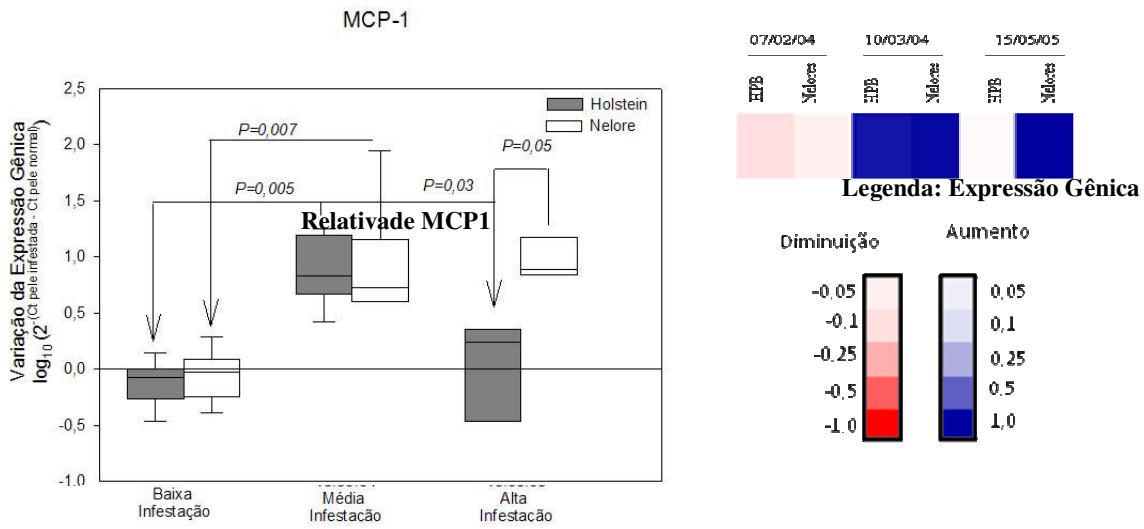 MCP-1
Variação da Expressão Gênica
log10 (2-(Ct pele infestada - Ct pele normal))
2,5
2,0
1,5
1,0
0,5
0,0
-0,5
-1,0
Holstein
Nelore
P=0,007
P=0,005
P=0,03
P=0,05
Relativade MCP1
Baixa
Infestação
Média
Infestação
Alta
Infestação
07/02/04 10/03/04 15/05/05
HPB Nelores HPB Nelores HPB Nelores
Legenda: Expressão Gênica
Diminuição Aumento
-0,05 0,05
-0,1 0,1
-0,25 0,25
-0,5 0,5
-1,0 1,0